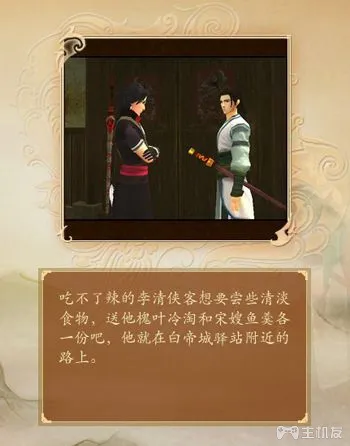 吃不了辣的李清侠客想要尝些清淡
食物，送他槐叶冷淘和宋嫂鱼羹各
一份吧，他就在白帝城驿站附近的
路上。
主机友